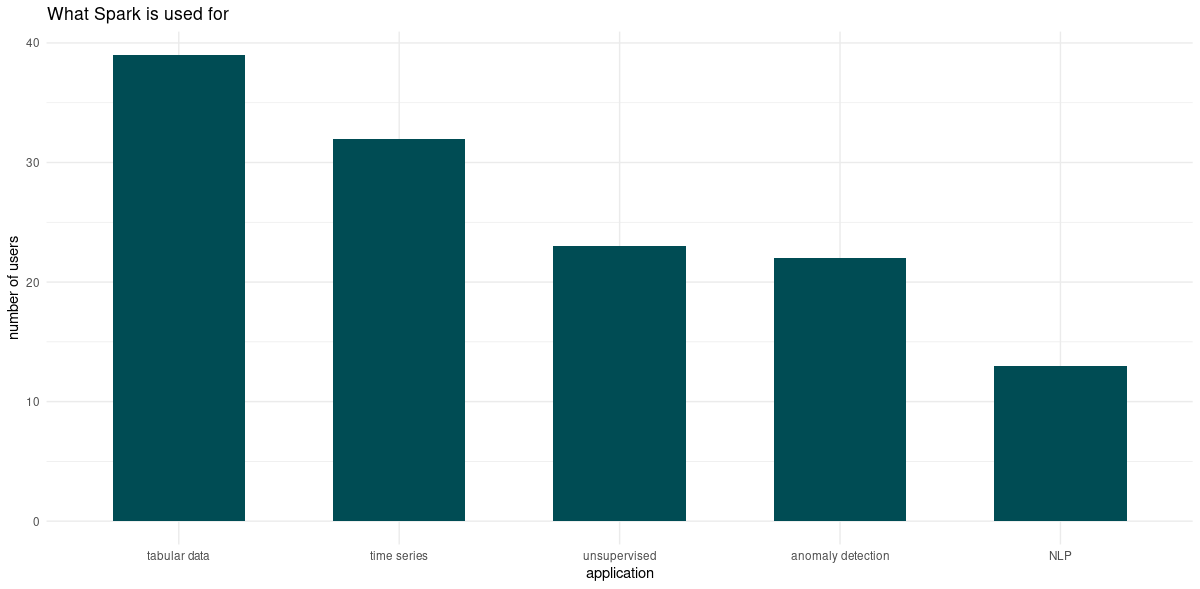 What Spark is used for
number of users
40
30
20
10
0
tabular data
time series
unsupervised
anomaly detection
NLP
application